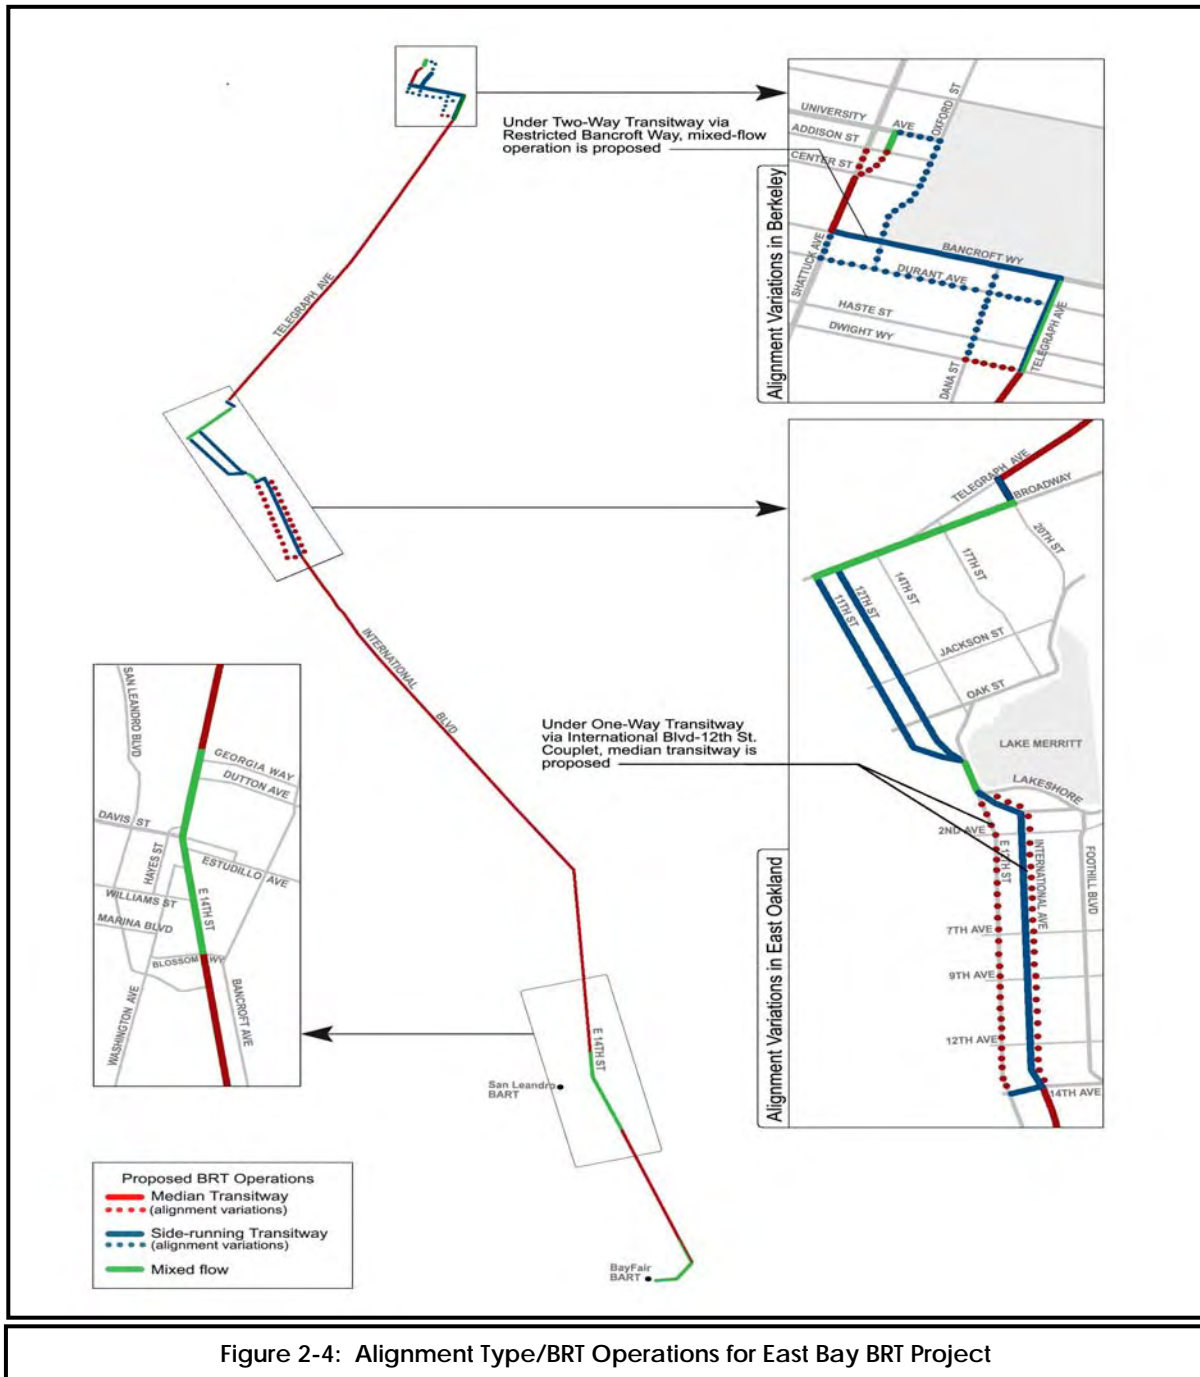 UNIVERSITY
AVE
ADDISON ST
CENTER ST
OXFORD ST
Under Two-Way Transitway via
Restricted Bancroft Way, mixed-flow
operation is proposed
Alignment Variations in Berkeley
SHATTUCK AVE
BANCROFT WY
DURANT AVE
HASTE ST
DWIGHT WY
DANA ST
TELEGRAPH AVE
TELEGRAPH AVE
TELEGRAPH AVE
BROADWAY
20TH ST
17TH ST
14TH ST
12TH ST
11TH ST
JACKSON ST
OAK ST
LAKE MERRITT
LAKESHORE
Under One-Way Transitway
via International Blvd-12th St.
Couplet, median transitway is
proposed
2ND AVE
E 12TH ST
INTERNATIONAL AVE
FOOTHILL BLVD
7TH AVE
9TH AVE
12TH AVE
14TH AVE
Alignment Variations in East Oakland
INTERNATIONAL
BLVD
SAN LEANDRO BLVD
GEORGIA WAY
DUTTON AVE
DAVIS ST
HAYES ST
ESTUDILLO AVE
WILLIAMS ST
E 14TH ST
MARINA BLVD
BLOSSOM WY
WASHINGTON AVE
BANCROFT AVE
E 14TH ST
San Leandro
BART
BayFair
BART
Proposed BRT Operations
Median Transitway
(alignment variations)
Side-running Transitway
(alignment variations)
Mixed flow
Figure 2-4: Alignment Type/BRT Operations for East Bay BRT Project